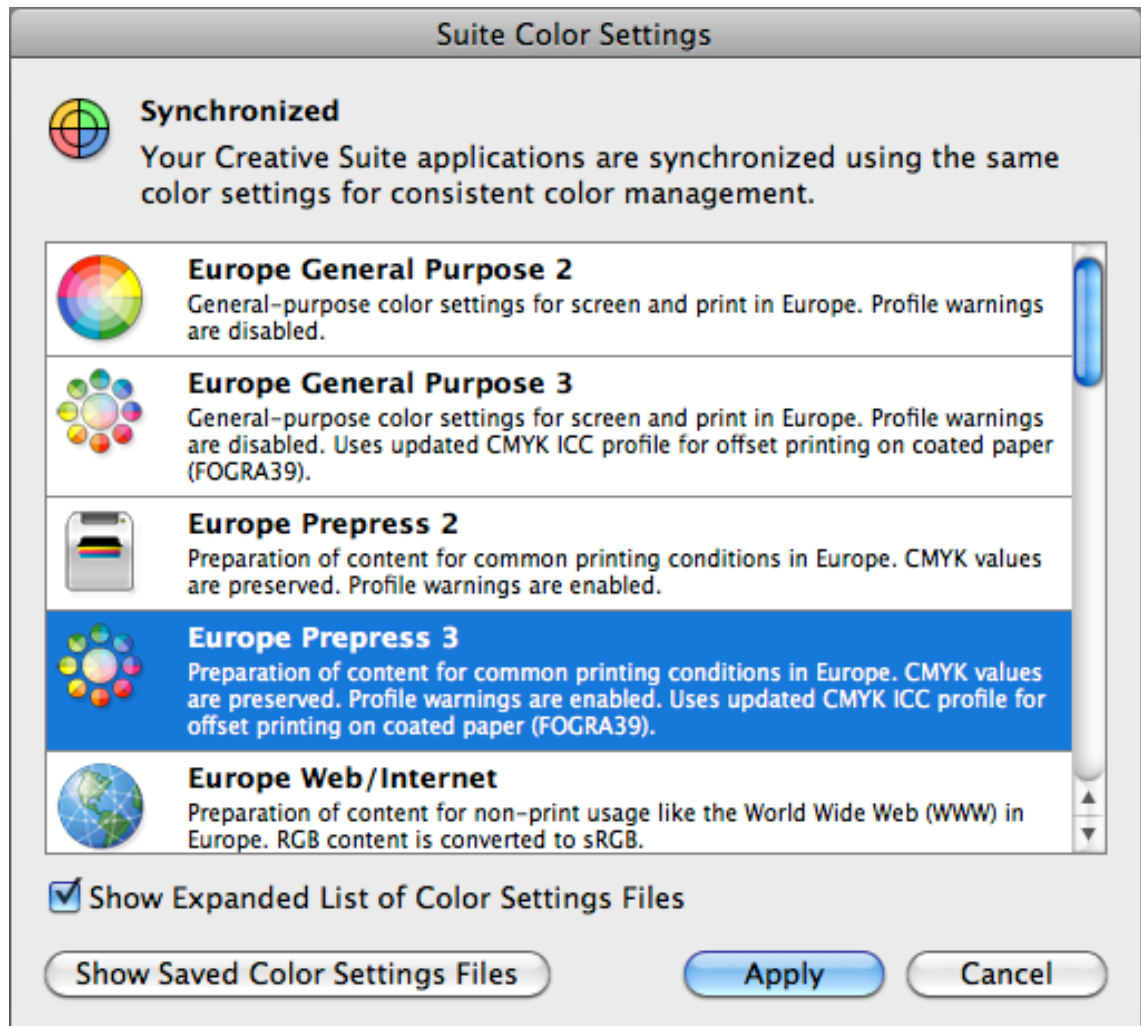 Suite Color Settings
Synchronized
Your Creative Suite applications are synchronized using the same
color settings for consistent color management.
Europe General Purpose 2
General-purpose color settings for screen and print in Europe. Profile warnings
are disabled.
Europe General Purpose 3
General-purpose color settings for screen and print in Europe. Profile warnings
are disabled. Uses updated CMYK ICC profile for offset printing on coated paper
(FOGRA39).
Europe Prepress 2
Preparation of content for common printing conditions in Europe. CMYK values
are preserved. Profile warnings are enabled.
Europe Prepress 3
Preparation of content for common printing conditions in Europe. CMYK values
are preserved. Profile warnings are enabled. Uses updated CMYK ICC profile for
offset printing on coated paper (FOGRA39).
Europe Web/Internet
Preparation of content for non-print usage like the World Wide Web (WWW) in
Europe. RGB content is converted to sRGB.
Show Expanded List of Color Settings Files
Show Saved Color Settings Files
Apply
Cancel